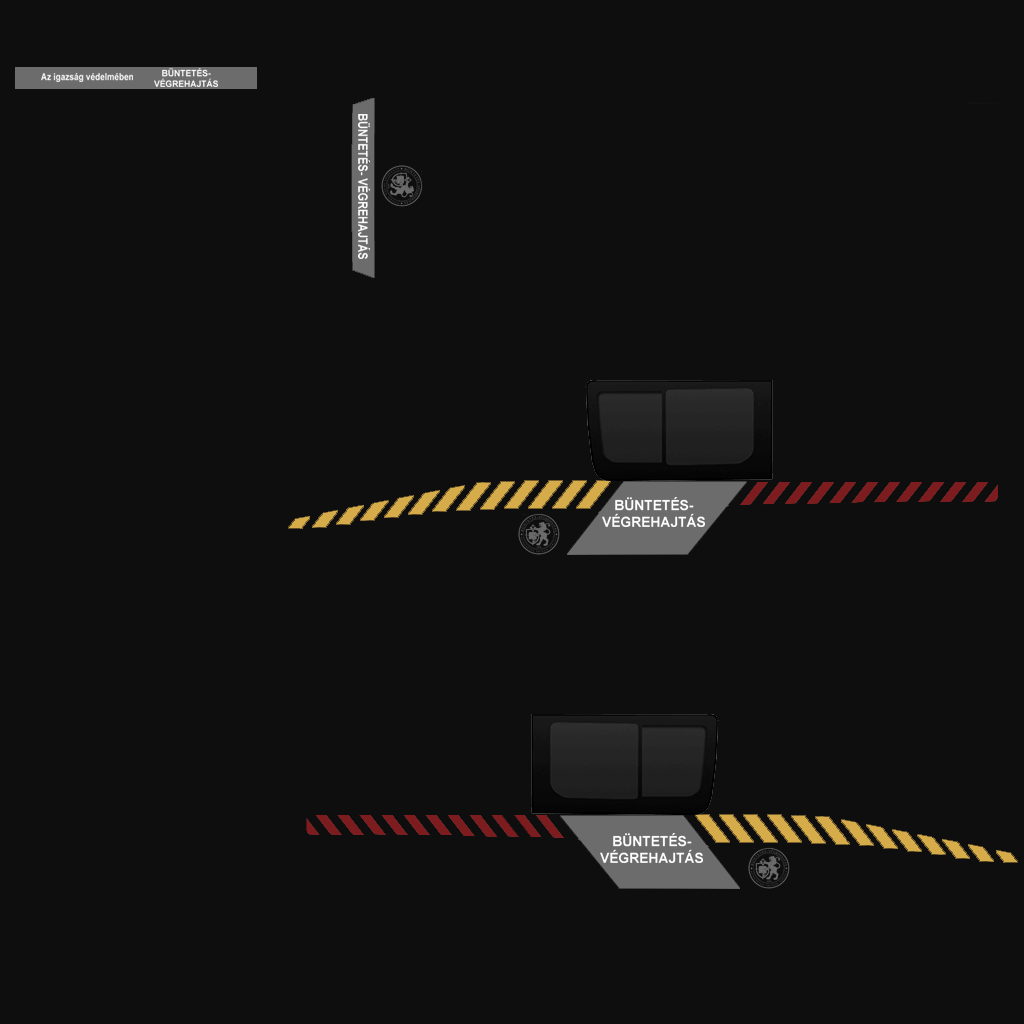 Az igazság védelmében
BÜNTETÉS-
VÉGREHAJTÁS
BÜNTETÉS- VÉGREHAJTÁS
BÜNTETÉS-
VÉGREHAJTÁS
BÜNTETÉS-
VÉGREHAJTÁS